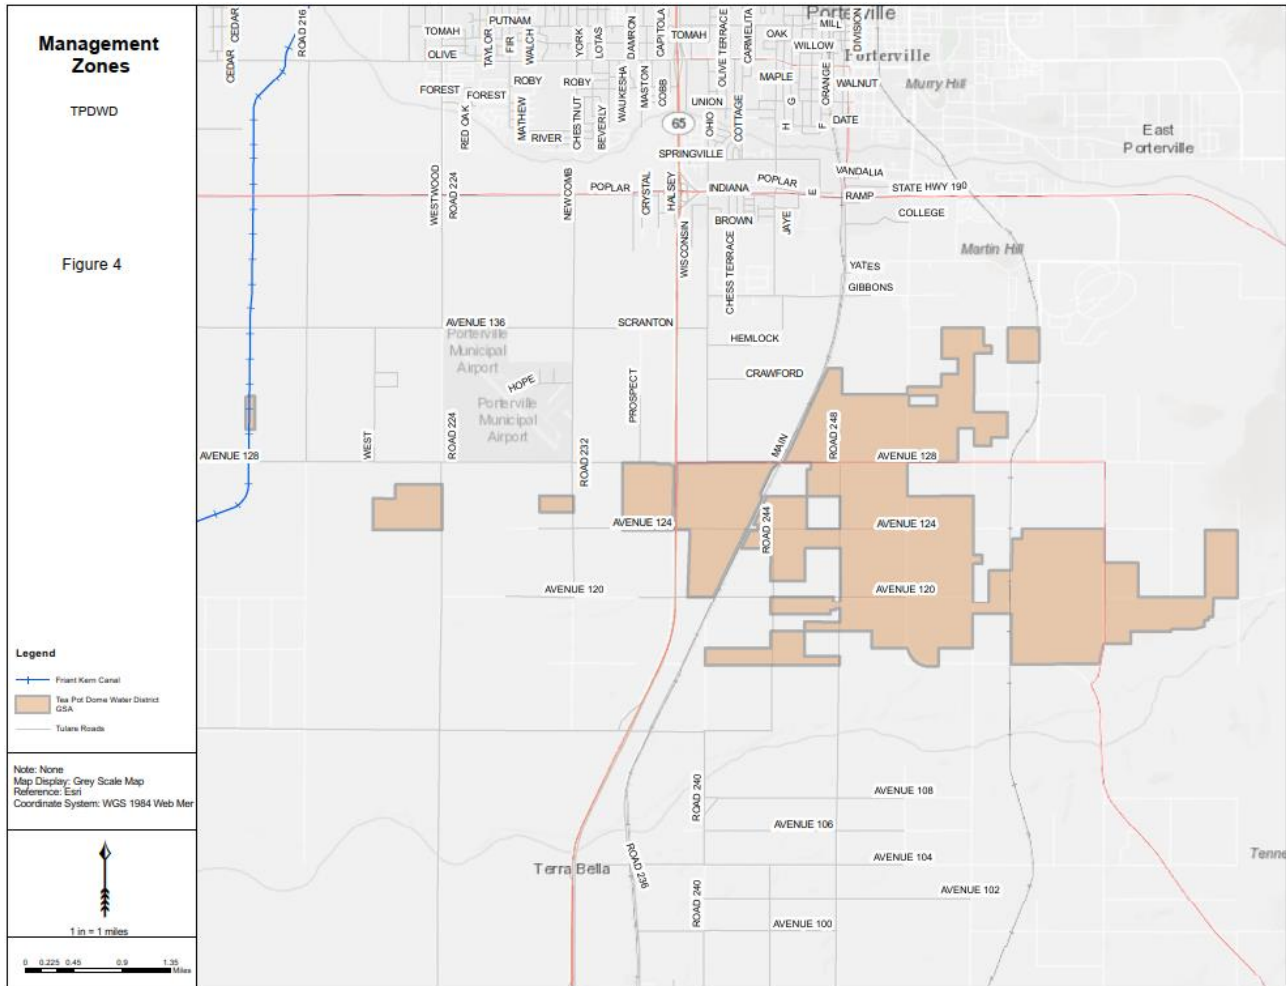 Management
Zones
TPDWD
Figure 4
Legend
Friant Kern Canal
Tea Pot Dome Water District
GSA
Tulare Roads
Note: None
Map Display: Grey Scale Map
Reference: Esri
Coordinate System: WGS 1984 Web Mer
1 in = 1 miles
0 0.225 0.45 0.9 1.35
Miles
CEDAR
CEDAR
ROAD 216
TOMAH
PUTNAM
OLIVE
TAYLOR
FIR
WALCH
YORK
LOTAS
DAMRON
CAPITOLA
TOMAH
OLIVE TERRACE
CARMELITA
OAK
Porterville
MILL
WILLOW
DIVISION
Porterville
FOREST
FOREST
RED OAK
ROBY
MATHEW
RIVER
ROBY
CHESTNUT
BEVERLY
WAUKESHA
MASTON
COBB
UNION
OHIO
COTTAGE
MAPLE
H
G
F
ORANGE
WALNUT
DATE
Murry Hill
East
Porterville
65
SPRINGVILLE
WESTWOOD
ROAD 224
NEWCOMB
POPLAR
CRYSTAL
HALSEY
INDIANA
POPLAR
E
VANDALIA
RAMP
STATE HWY 190
COLLEGE
BROWN
JAYE
WISCONSIN
CHESS TERRACE
Martin Hill
YATES
GIBBONS
AVENUE 136
SCRANTON
HEMLOCK
CRAWFORD
Porterville
Municipal
Airport
HOPE
Porterville
Municipal
Airport
PROSPECT
WEST
ROAD 224
ROAD 232
MAIN
ROAD 248
AVENUE 128
AVENUE 128
AVENUE 124
ROAD 244
AVENUE 124
AVENUE 120
AVENUE 120
ROAD 240
AVENUE 108
AVENUE 106
Terra Bella
ROAD 236
AVENUE 104
ROAD 240
AVENUE 102
AVENUE 100
Tenne